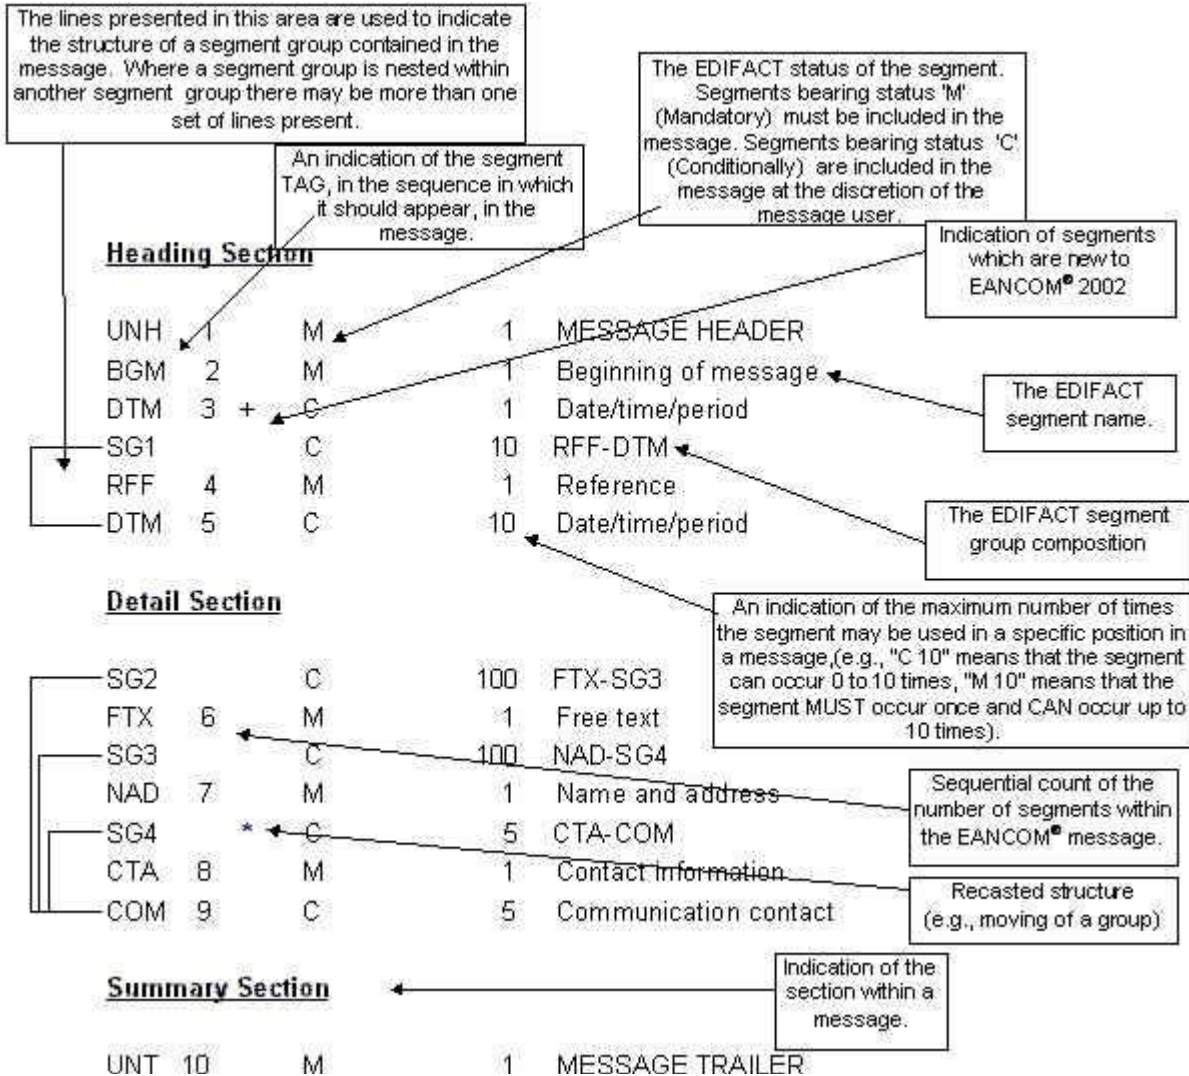 The lines presented in this area are used to indicate
the structure of a segment group contained in the
message. Where a segment group is nested within
another segment group there may be more than one
set of lines present.
The EDIFACT status of the segment.
Segments bearing status 'M'
(Mandatory) must be included in the
message. Segments bearing status 'C'
(Conditionally) are included in the
message at the discretion of the
message user.
An indication of the segment
TAG, in the sequence in which
it should appear, in the
message.
Indication of segments
which are new to
EANCOM® 2002
Heading Section
UNH 1 M 1 MESSAGE HEADER
BGM 2 M 1 Beginning of message
DTM 3 + C 1 Date/time/period
SG1 C 10 RFF-DTM
RFF 4 M 1 Reference
DTM 5 C 10 Date/time/period
The EDIFACT
segment name.
The EDIFACT segment
group composition
An indication of the maximum number of times
the segment may be used in a specific position in
a message,(e.g., "C 10" means that the segment
can occur 0 to 10 times, "M 10" means that the
segment MUST occur once and CAN occur up to
10 times).
Detail Section
SG2 C 100 FTX-SG3
FTX 6 M 1 Free text
SG3 C 100 NAD-SG4
NAD 7 M 1 Name and address
SG4 * C 5 CTA-COM
CTA 8 M 1 Contact Information
COM 9 C 5 Communication contact
Sequential count of the
number of segments within
the EANCOM® message.
Recasted structure
(e.g., moving of a group)
Indication of the
section within a
message.
Summary Section
UNT 10 M 1 MESSAGE TRAILER